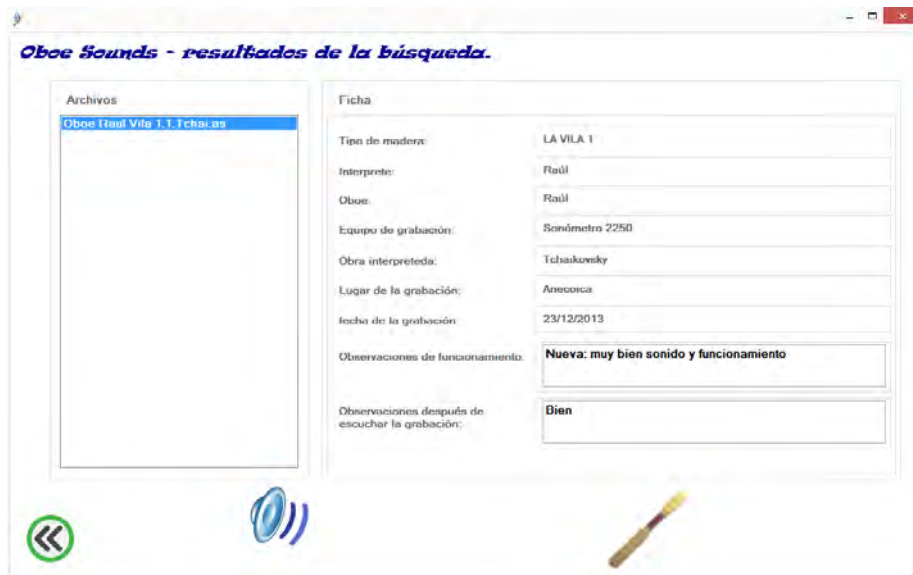 Oboe Sounds - resultados de la búsqueda.
Archivos
Oboe Raul Vila 1.1.Tchai.as
Ficha
Tipo de madera:
LA VILA 1
Interprete:
Raúl
Oboe:
Raúl
Equipo de grabación:
Sonómetro 2250
Obra interpreteda:
Tchaikovsky
Lugar de la grabación:
Anecoica
fecha de la grabación
23/12/2013
Observaciones de funcionamiento:
Nueva: muy bien sonido y funcionamiento
Observaciones después de
escuchar la grabación:
Bien